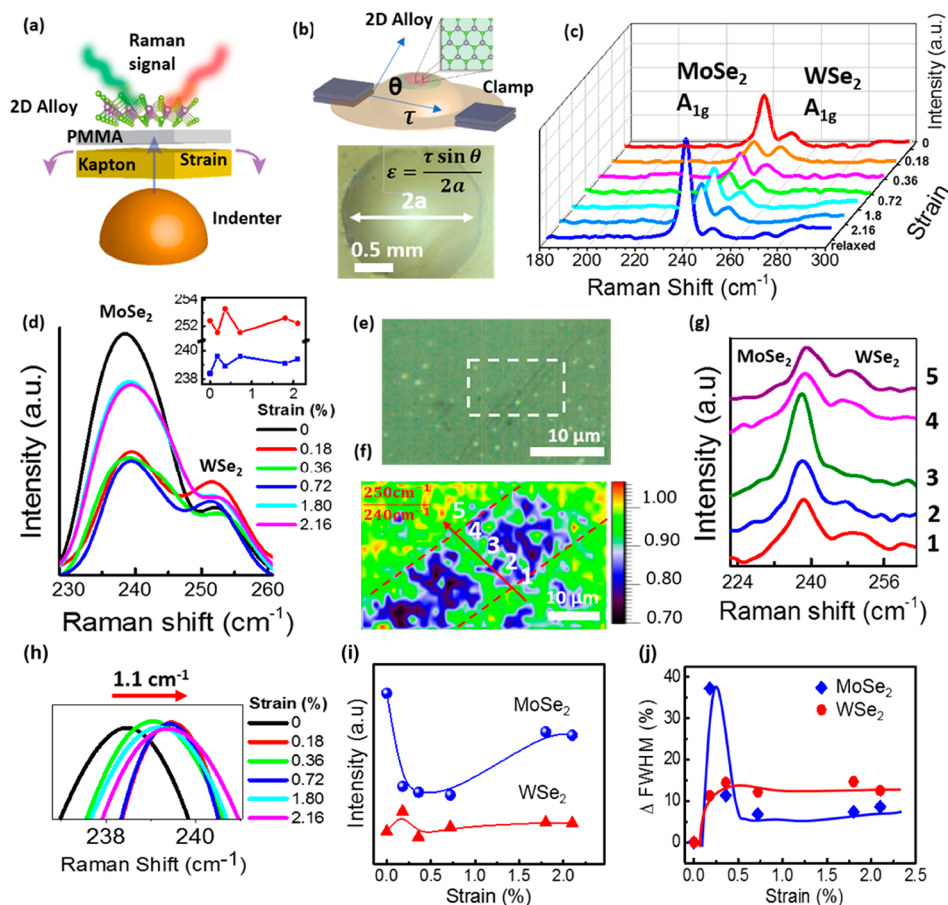 (a)
Raman
signal
2D Alloy
PMMA
Kapton
Strain
Indenter
(b)
2D Alloy
θ
τ
Clamp
ε = τ sin θ / 2a
2a
0.5 mm
(c)
MoSe2
A1g
WSe2
A1g
Intensity (a.u.)
0
0.18
0.36
0.72
1.8
2.16
relaxed
Strain
180 200 220 240 260 280 300
Raman Shift (cm-1)
(d)
MoSe2
WSe2
254
252
240
238
0 1 2
Strain (%)
0
0.18
0.36
0.72
1.80
2.16
Intensity (a.u.)
230 240 250 260
Raman shift (cm-1)
(e)
10 μm
(f)
250cm-1
240cm-1
5
4
3
2
1
10 μm
1.00
0.90
0.80
0.70
(g)
MoSe2
WSe2
5
4
3
2
1
Intensity (a.u)
224 240 256
Raman shift (cm-1)
(h)
1.1 cm-1
Strain (%)
0
0.18
0.36
0.72
1.80
2.16
238 240
Raman Shift (cm-1)
(i)
MoSe2
WSe2
Intensity (a.u)
0.0 0.5 1.0 1.5 2.0
Strain (%)
(j)
MoSe2
WSe2
Δ FWHM (%)
40
30
20
10
0
0.0 0.5 1.0 1.5 2.0 2.5
Strain (%)